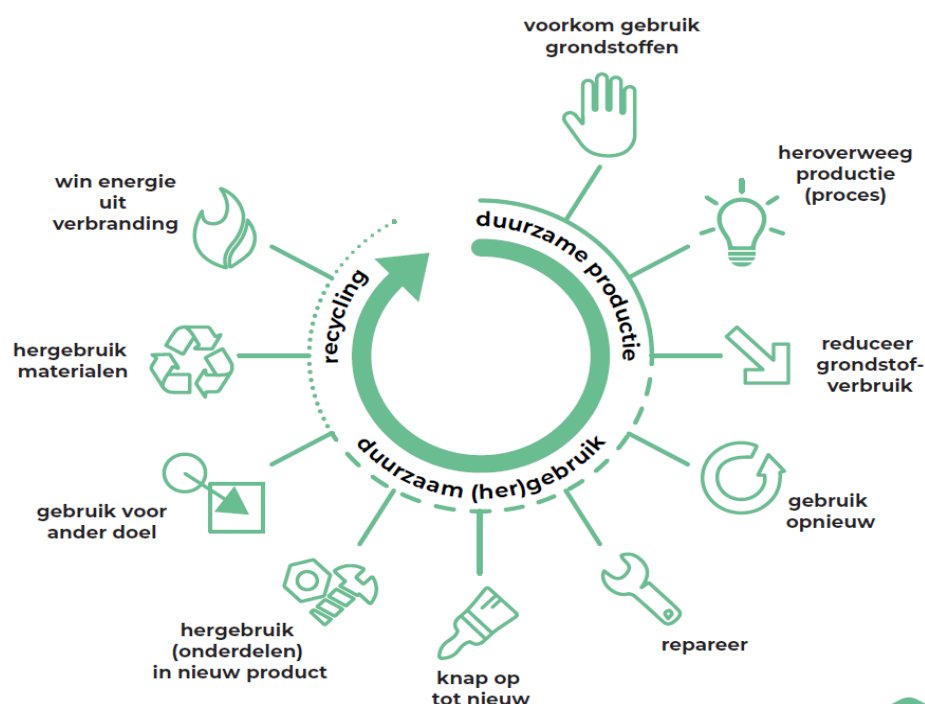 voorkom gebruik
grondstoffen
heroverweeg
productie
(proces)
reduceer
grondstof-
verbruik
gebruik
opnieuw
repareer
knap op
tot nieuw
hergebruik
(onderdelen)
in nieuw product
gebruik voor
ander doel
hergebruik
materialen
win energie
uit
verbranding
duurzame productie
duurzaam (her)gebruik
recycling